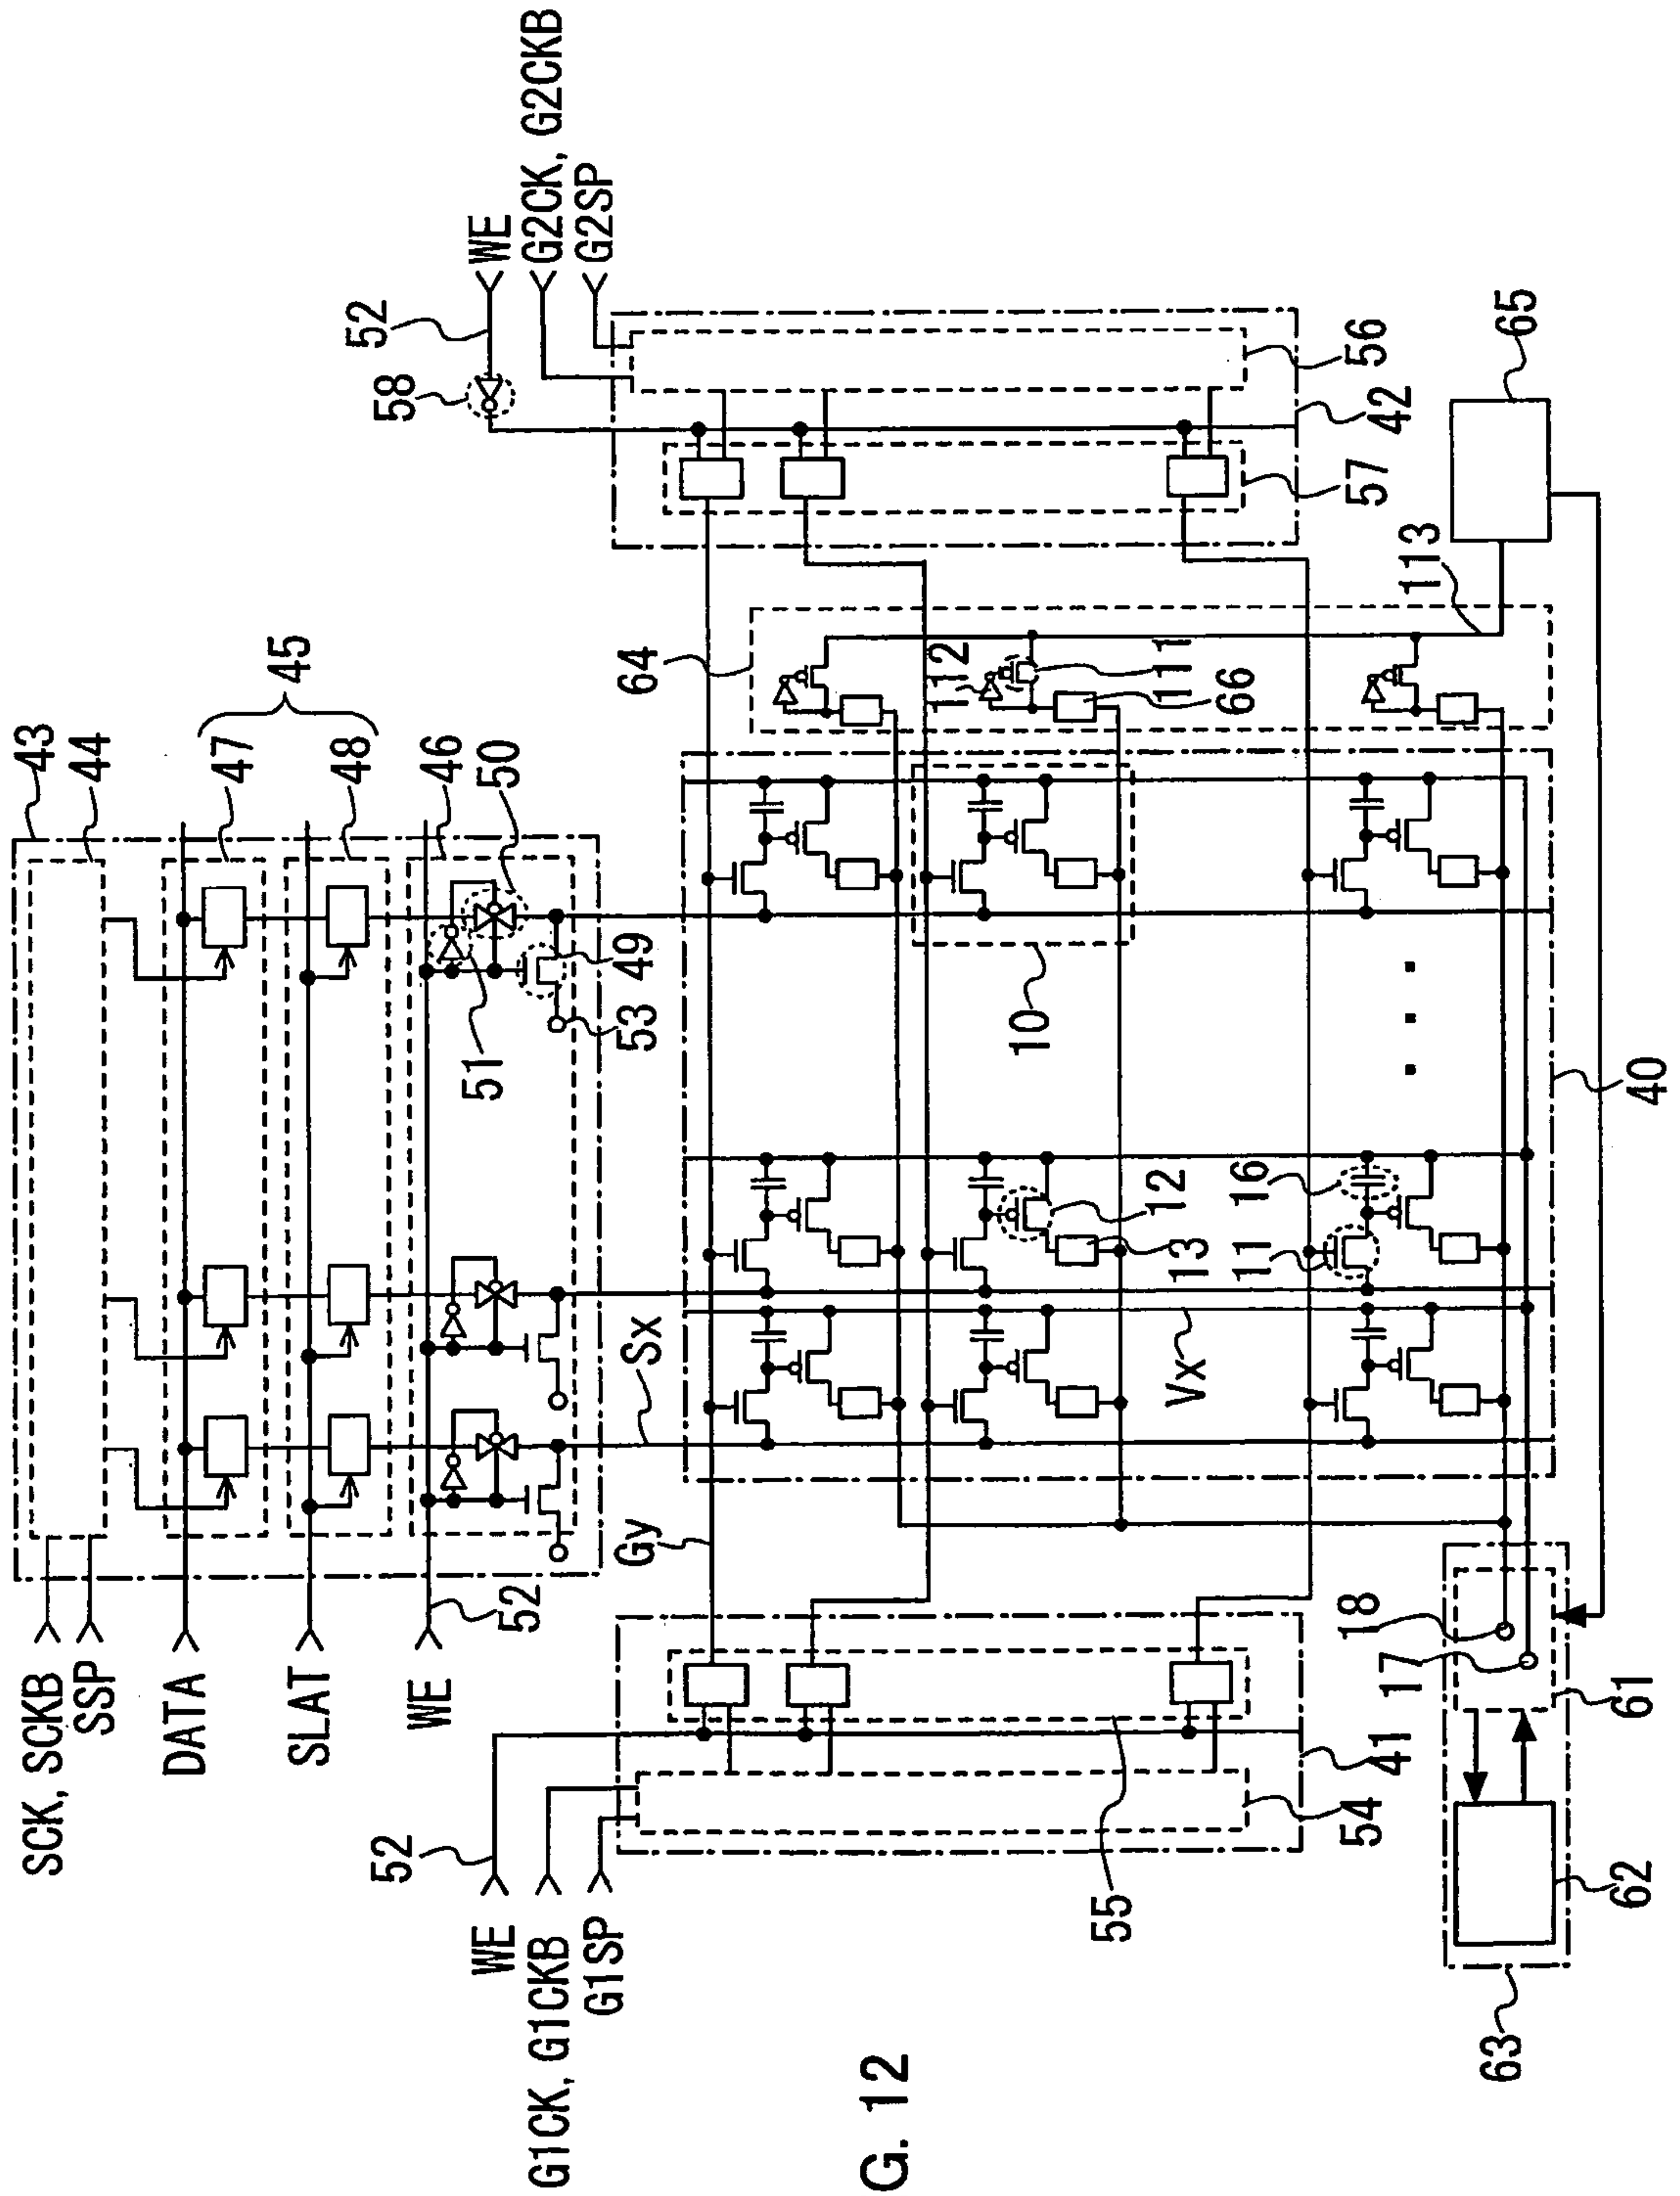 43
44
45
47
48
46
50
SCK, SCKB
SSP
DATA
SLAT
WE
52
51
53
49
58
52
WE
G2CK, G2CKB
G2SP
Sx
Gy
64
112
111
66
10
12
13
11
16
Vx
40
52
WE
G1CK, G1CKB
G1SP
55
54
41
57
42
56
113
65
17
18
61
62
63
G. 12